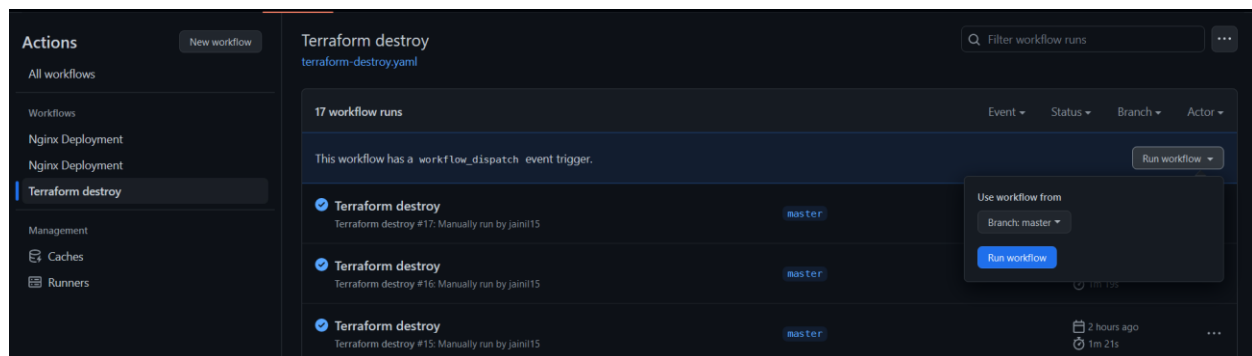 Actions
New workflow
All workflows
Workflows
Nginx Deployment
Nginx Deployment
Terraform destroy
Management
Caches
Runners
Terraform destroy
terraform-destroy.yaml
Filter workflow runs
17 workflow runs
Event
Status
Branch
Actor
This workflow has a workflow_dispatch event trigger.
Run workflow
Use workflow from
Branch: master
Run workflow
Terraform destroy
Terraform destroy #17: Manually run by jainil15
master
Terraform destroy
Terraform destroy #16: Manually run by jainil15
master
1m 19s
Terraform destroy
Terraform destroy #15: Manually run by jainil15
master
2 hours ago
1m 21s